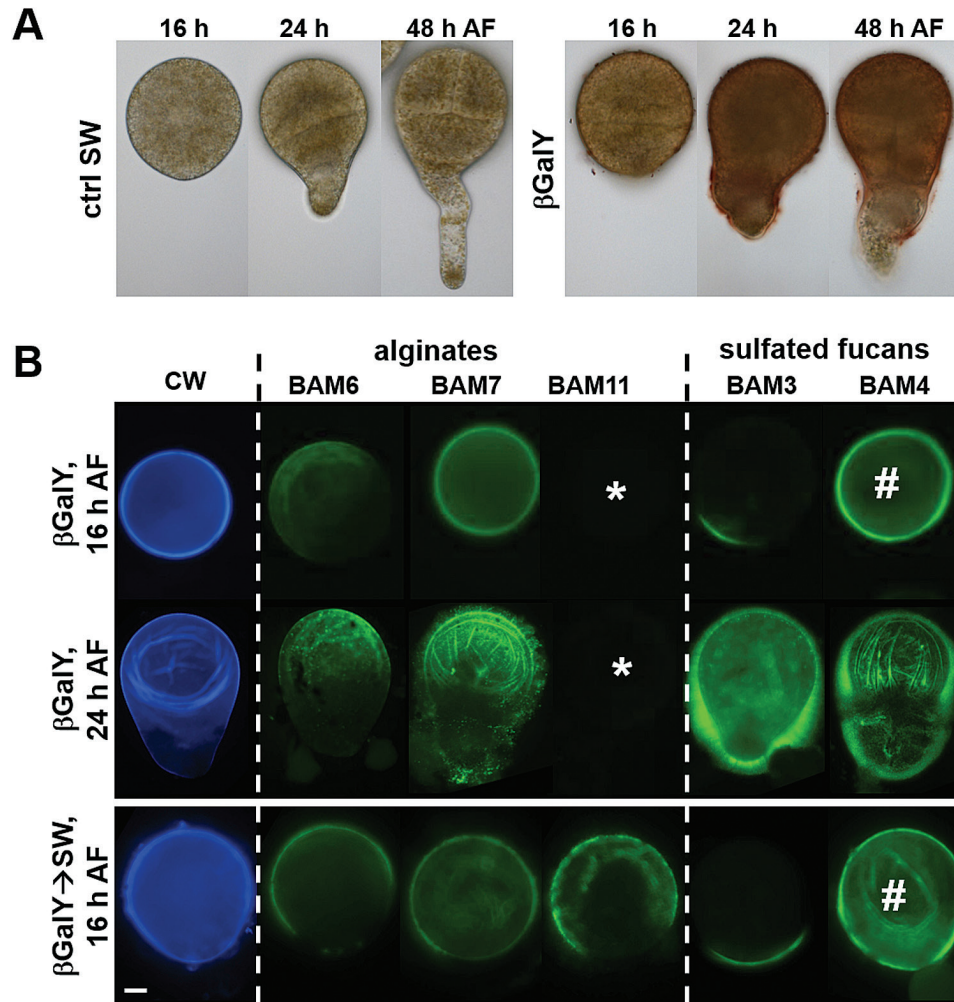 A
16 h 24 h 48 h AF
16 h 24 h 48 h AF
ctrl SW
βGalY
B
alginates
sulfated fucans
CW BAM6 BAM7 BAM11 BAM3 BAM4
βGalY,
16 h AF
*
#
βGalY,
24 h AF
*
βGalY→SW,
16 h AF
#